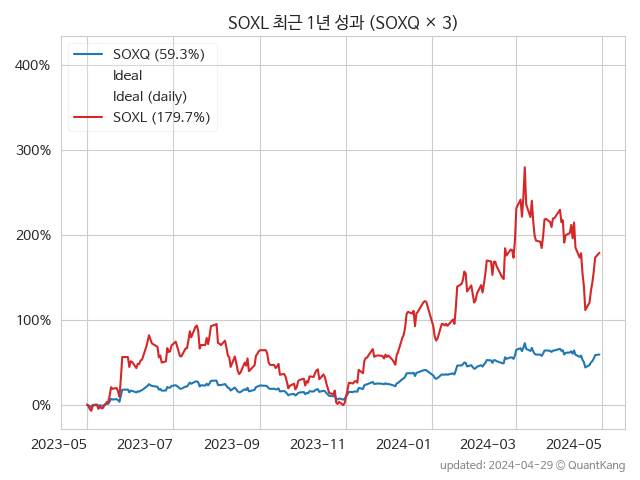 SOXL 최근 1년 성과 (SOXQ × 3)
SOXQ (59.3%)
Ideal
Ideal (daily)
SOXL (179.7%)
400%
300%
200%
100%
0%
2023-05 2023-07 2023-09 2023-11 2024-01 2024-03 2024-05
updated: 2024-04-29 © QuantKang